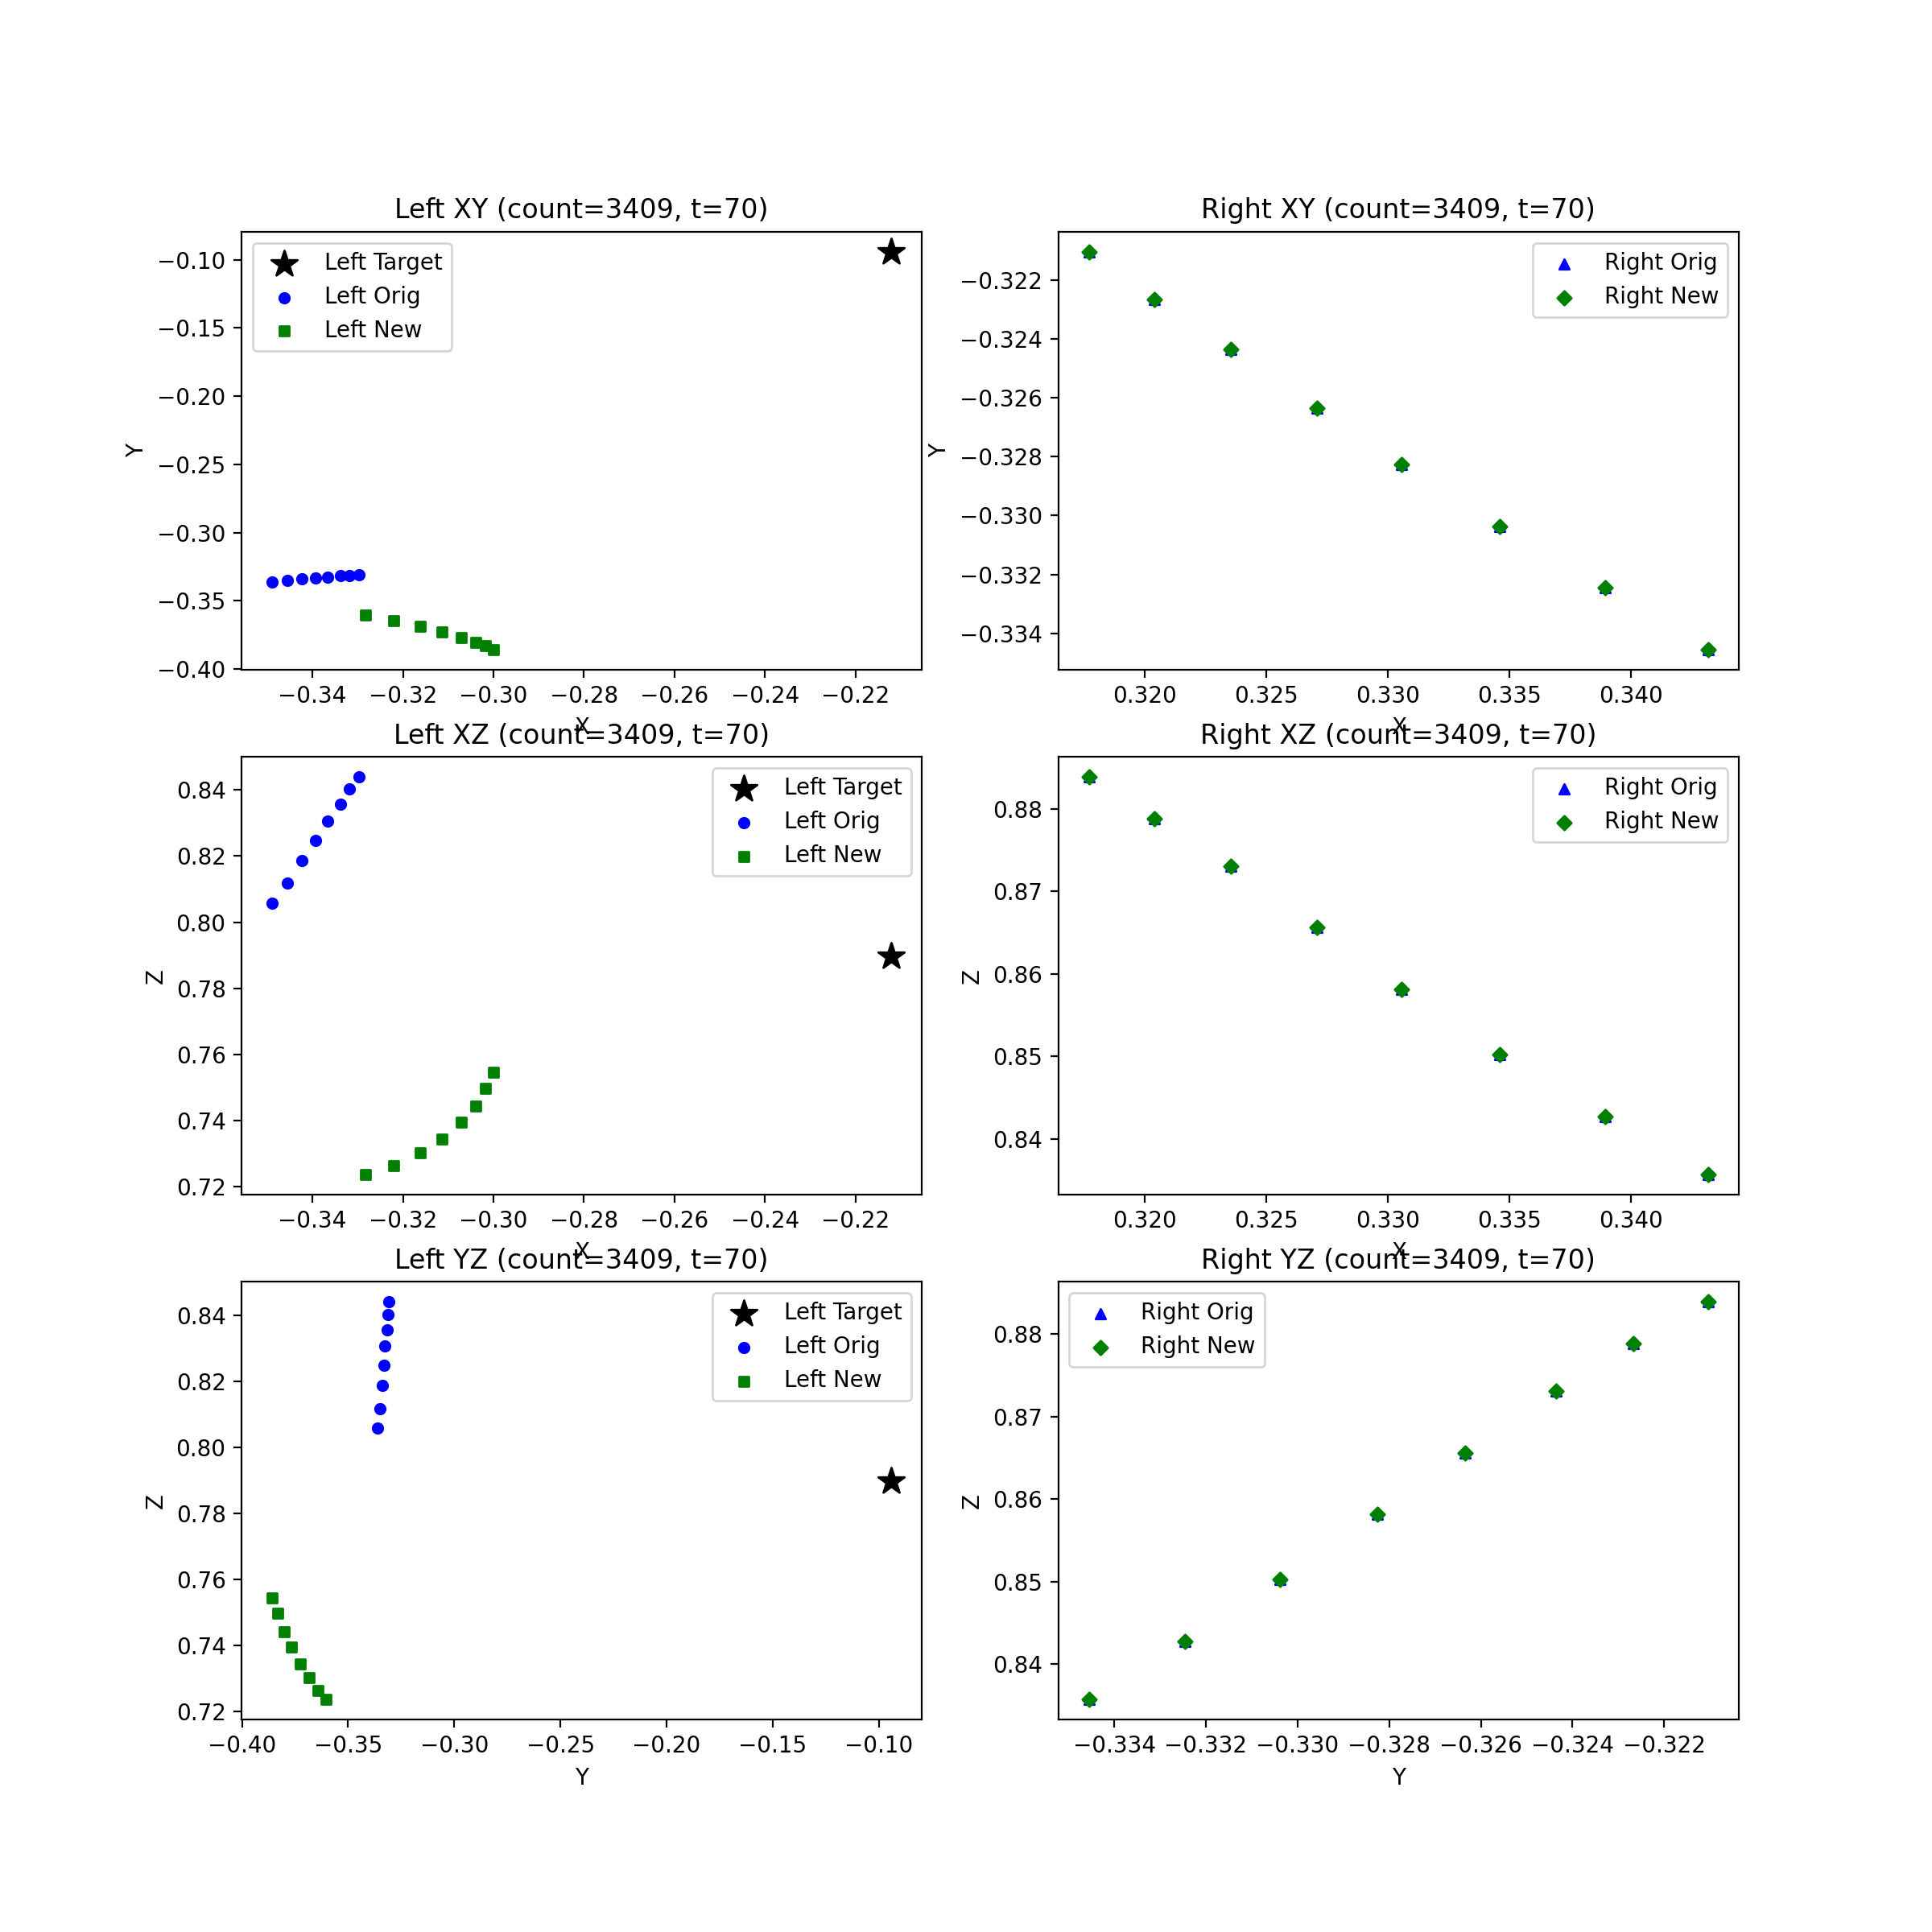 Left XY (count=3409, t=70)
Right XY (count=3409, t=70)
−0.10
−0.15
−0.20
−0.25
−0.30
−0.35
−0.40
Y
Left Target
Left Orig
Left New
−0.34
−0.32
−0.30
−0.28
−0.26
−0.24
−0.22
X
−0.322
−0.324
−0.326
−0.328
−0.330
−0.332
−0.334
Y
Right Orig
Right New
0.320
0.325
0.330
0.335
0.340
X
Left XZ (count=3409, t=70)
Right XZ (count=3409, t=70)
0.84
0.82
0.80
0.78
0.76
0.74
0.72
Z
Left Target
Left Orig
Left New
−0.34
−0.32
−0.30
−0.28
−0.26
−0.24
−0.22
X
0.88
0.87
0.86
0.85
0.84
Z
Right Orig
Right New
0.320
0.325
0.330
0.335
0.340
X
Left YZ (count=3409, t=70)
Right YZ (count=3409, t=70)
0.84
0.82
0.80
0.78
0.76
0.74
0.72
Z
Left Target
Left Orig
Left New
−0.40
−0.35
−0.30
−0.25
−0.20
−0.15
−0.10
Y
0.88
0.87
0.86
0.85
0.84
Z
Right Orig
Right New
−0.334
−0.332
−0.330
−0.328
−0.326
−0.324
−0.322
Y